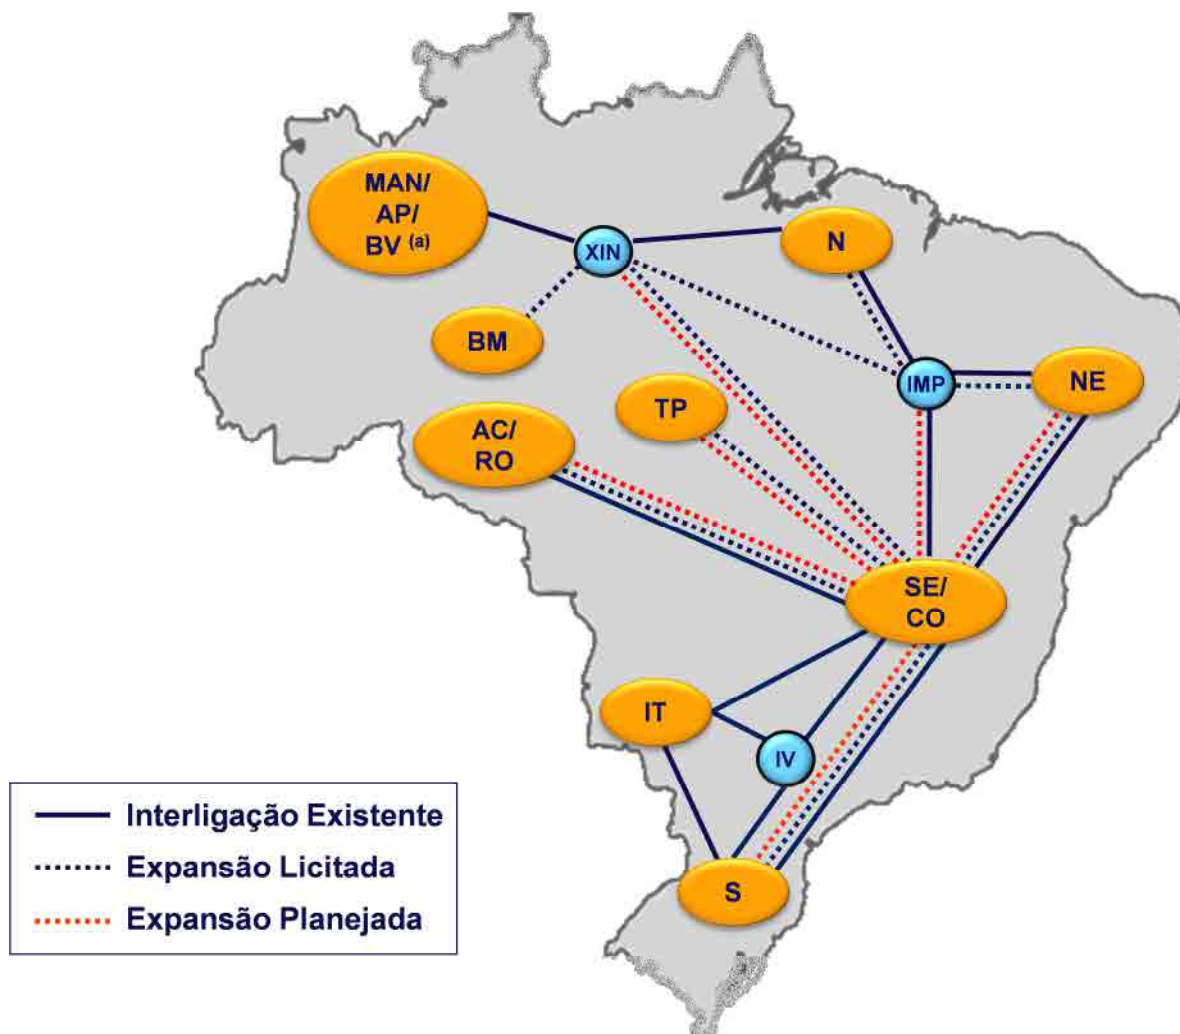 MAN/
AP/
BV (a)
XIN
N
BM
IMP
NE
TP
AC/
RO
SE/
CO
IT
IV
S
Interligação Existente
Expansão Licitada
Expansão Planejada